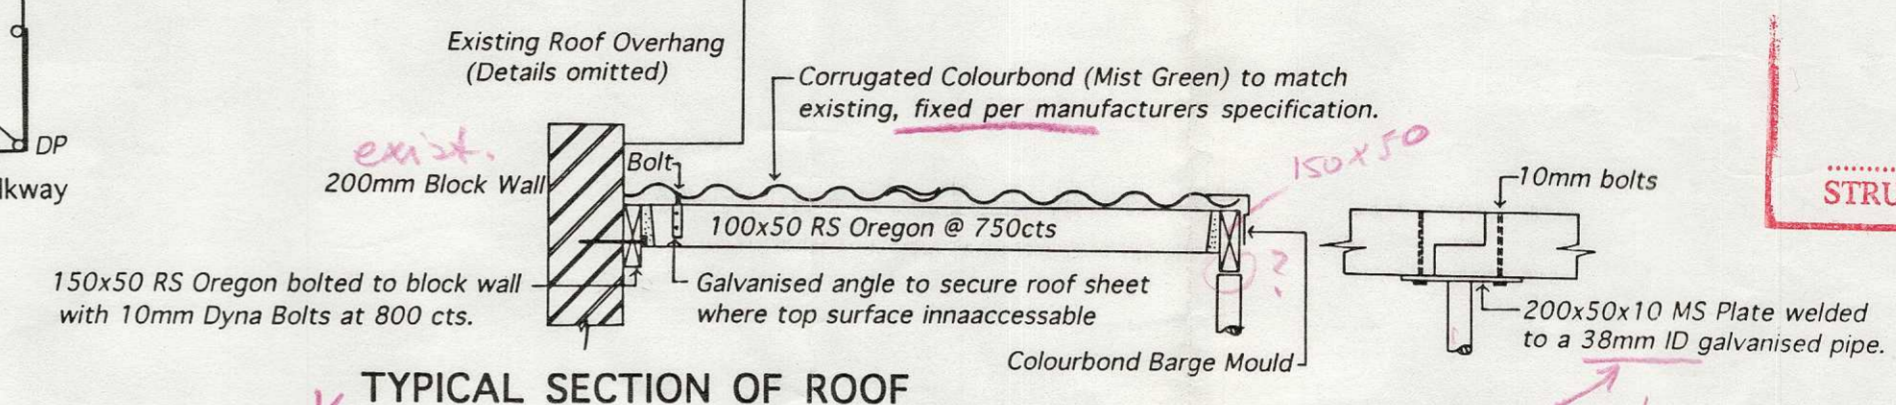 Existing Roof Overhang
(Details omitted)
Corrugated Colourbond (Mist Green) to match
existing, fixed per manufacturers specification.
DP
exist.
Bolt
150x50
200mm Block Wall
lkway
10mm bolts
STRU
100x50 RS Oregon @ 750cts
?
150x50 RS Oregon bolted to block wall
with 10mm Dyna Bolts at 800 cts.
Galvanised angle to secure roof sheet
where top surface innaaccessable
200x50x10 MS Plate welded
to a 38mm ID galvanised pipe.
Colourbond Barge Mould
TYPICAL SECTION OF ROOF